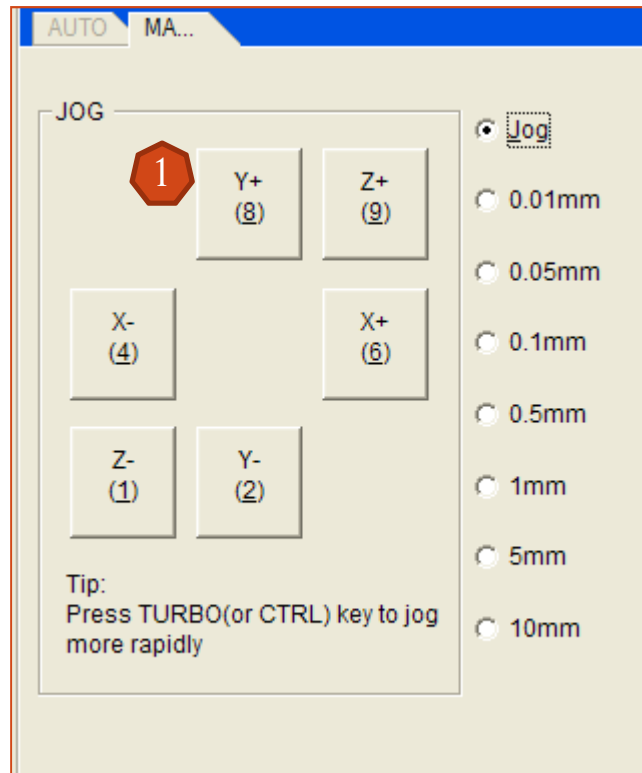 AUTO MA...
JOG
Jog
1
Y+
(8)
Z+
(9)
0.01mm
0.05mm
X-
(4)
X+
(6)
0.1mm
0.5mm
Z-
(1)
Y-
(2)
1mm
5mm
Tip:
Press TURBO(or CTRL) key to jog
more rapidly
10mm